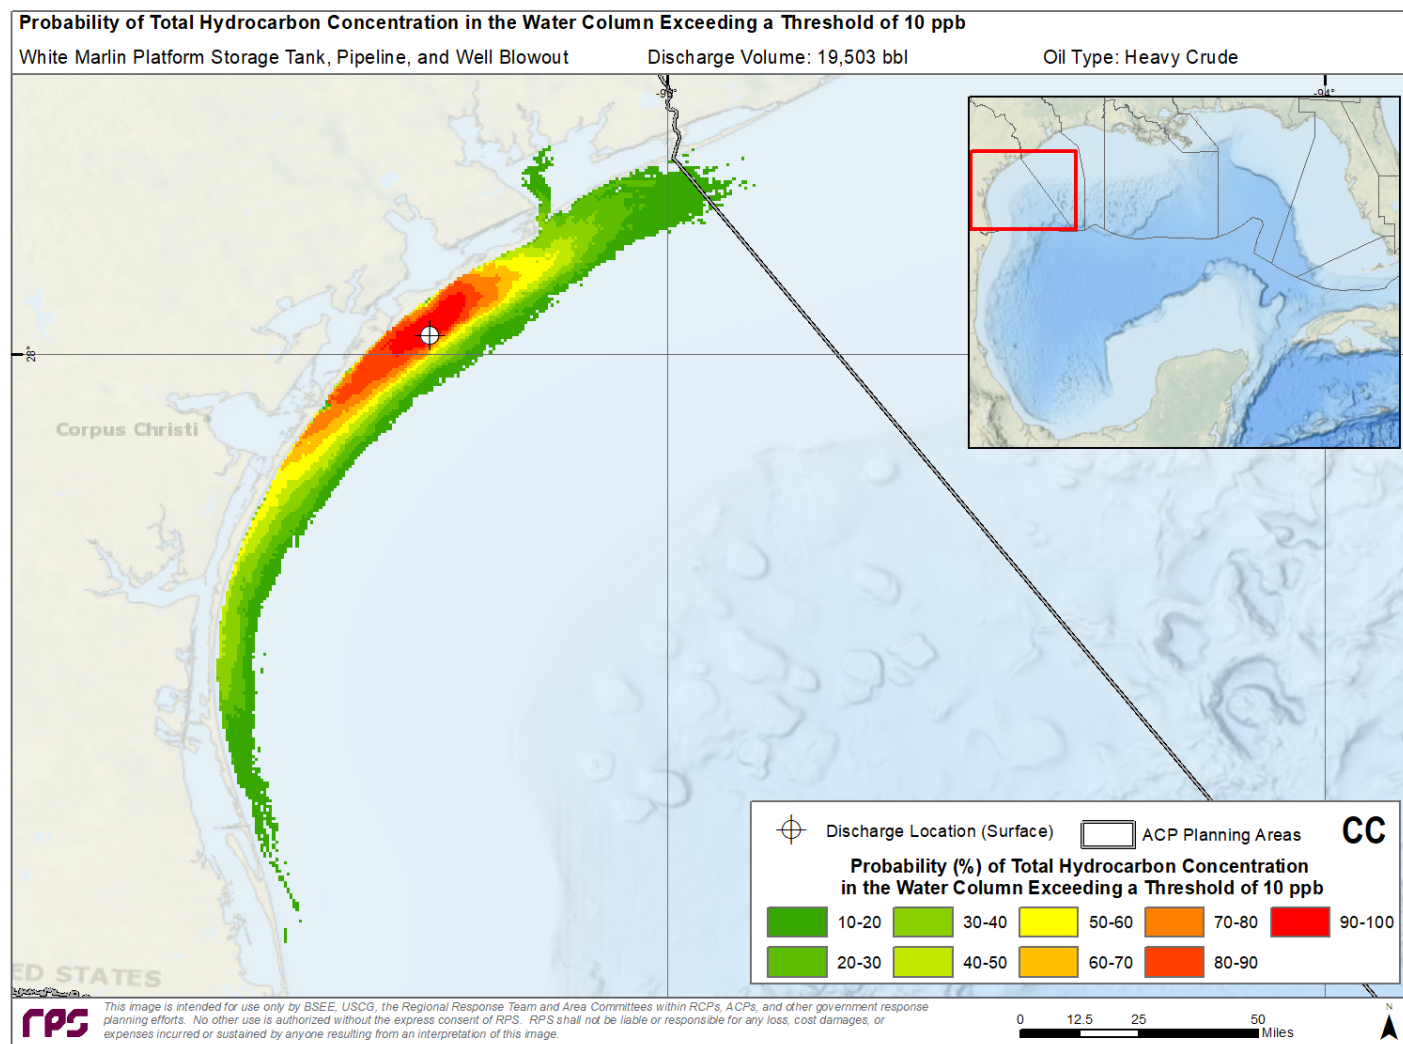 Probability of Total Hydrocarbon Concentration in the Water Column Exceeding a Threshold of 10 ppb
White Marlin Platform Storage Tank, Pipeline, and Well Blowout Discharge Volume: 19,503 bbl Oil Type: Heavy Crude
-94°
28°
Corpus Christi
ED STATES
Discharge Location (Surface) ACP Planning Areas CC
Probability (%) of Total Hydrocarbon Concentration
in the Water Column Exceeding a Threshold of 10 ppb
10-20 30-40 50-60 70-80 90-100
20-30 40-50 60-70 80-90
rps
This image is intended for use only by BSEE, USCG, the Regional Response Team and Area Committees within RCPs, ACPs, and other government response
planning efforts. No other use is authorized without the express consent of RPS. RPS shall not be liable or responsible for any loss, cost damages, or
expenses incurred or sustained by anyone resulting from an interpretation of this image.
0 12.5 25 50
Miles
N